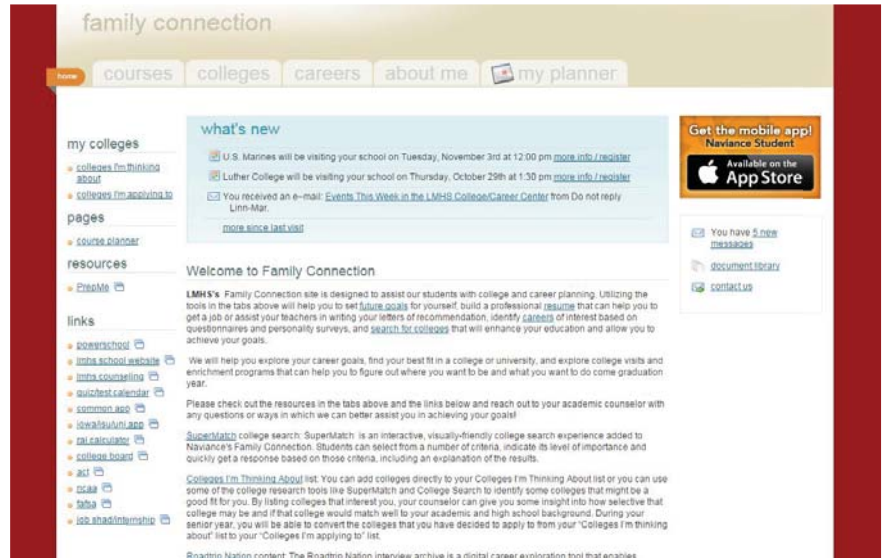 family connection
home
courses
colleges
careers
about me
my planner
my colleges
colleges I'm thinking
about
colleges I'm applying to
pages
course planner
resources
PrepMe
links
powerschool
lmhs school website
lmhs counseling
quiz/test calendar
common app
iowa/isu/uni app
rai calculator
college board
act
ncaa
fafsa
job shad/internship
what's new
U.S. Marines will be visiting your school on Tuesday, November 3rd at 12:00 pm more info / register
Luther College will be visiting your school on Thursday, October 29th at 1:30 pm more info / register
You received an e-mail: Events This Week in the LMHS College/Career Center from Do not reply
Linn-Mar.
more since last visit
Welcome to Family Connection
LMHS's Family Connection site is designed to assist our students with college and career planning. Utilizing the
tools in the tabs above will help you to set future goals for yourself, build a professional resume that can help you to
get a job or assist your teachers in writing your letters of recommendation, identify careers of interest based on
questionnaires and personality surveys, and search for colleges that will enhance your education and allow you to
achieve your goals.
We will help you explore your career goals, find your best fit in a college or university, and explore college visits and
enrichment programs that can help you to figure out where you want to be and what you want to do come graduation
year.
Please check out the resources in the tabs above and the links below and reach out to your academic counselor with
any questions or ways in which we can better assist you in achieving your goals!
SuperMatch college search: SuperMatch is an interactive, visually-friendly college search experience added to
Naviance's Family Connection. Students can select from a number of criteria, indicate its level of importance and
quickly get a response based on those criteria, including an explanation of the results.
Colleges I'm Thinking About list: You can add colleges directly to your Colleges I'm Thinking About list or you can use
some of the college research tools like SuperMatch and College Search to identify some colleges that might be a
good fit for you. By listing colleges that interest you, your counselor can give you some insight into how selective that
college may be and if that college would match well to your academic and high school background. During your
senior year, you will be able to convert the colleges that you have decided to apply to from your "Colleges I'm thinking
about" list to your "Colleges I'm applying to" list.
Roadtrip Nation content: The Roadtrip Nation interview archive is a digital career exploration tool that enables
Get the mobile app!
Naviance Student
Available on the
App Store
You have 5 new
messages
document library
contact us